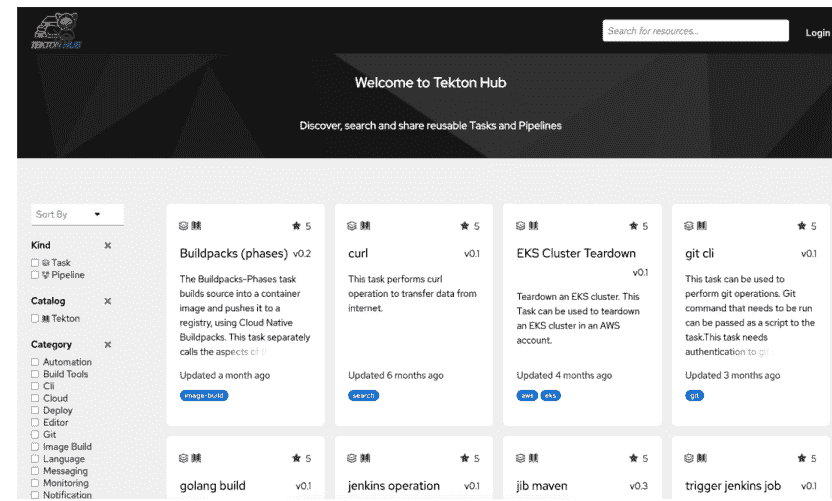 TEKTON HUB
Search for resources...
Login
Welcome to Tekton Hub
Discover, search and share reusable Tasks and Pipelines
Sort By
Kind
Task
Pipeline
Catalog
Tekton
Category
Automation
Build Tools
Cli
Cloud
Deploy
Editor
Git
Image Build
Language
Messaging
Monitoring
Notification
5
Buildpacks (phases) v0.2
The Buildpacks-Phases task
builds source into a container
image and pushes it to a
registry, using Cloud Native
Buildpacks. This task separately
calls the aspects of
Updated a month ago
image-build
5
curl v0.1
This task performs curl
operation to transfer data from
internet.
Updated 6 months ago
search
5
EKS Cluster Teardown
v0.1
Teardown an EKS cluster. This
Task can be used to teardown
an EKS cluster in an AWS
account.
Updated 4 months ago
aws eks
5
git cli v0.1
This task can be used to
perform git operations. Git
command that needs to be run
can be passed as a script to the
task.This task needs
authentication to git
Updated 3 months ago
git
5
golang build v0.1
5
jenkins operation v0.1
5
jib maven v0.3
5
trigger jenkins job v0.1